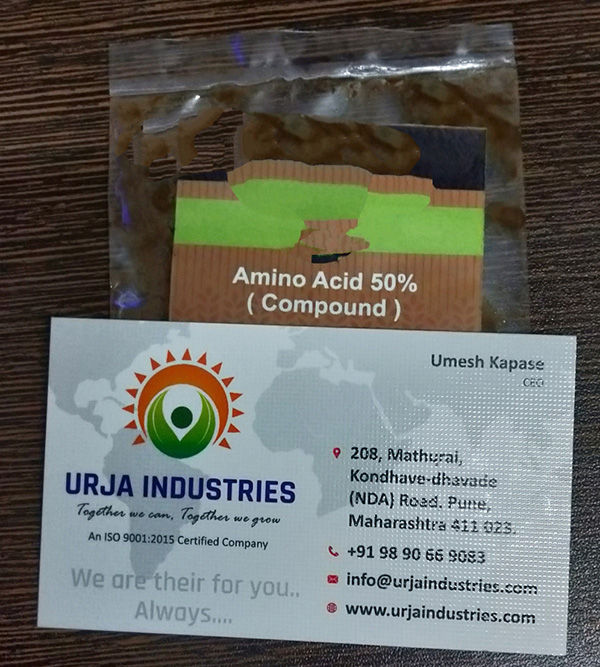 Amino Acid 50%
( Compound )
Umesh Kapase
CEO
URJA INDUSTRIES
Together we can, Together we grow
An ISO 9001:2015 Certified Company
We are their for you..
Always....
208, Mathurai,
Kondhave-dhavade
(NDA) Road, Pune,
Maharashtra 411 023.
+91 98 90 66 9083
info@urjaindustries.com
www.urjaindustries.com